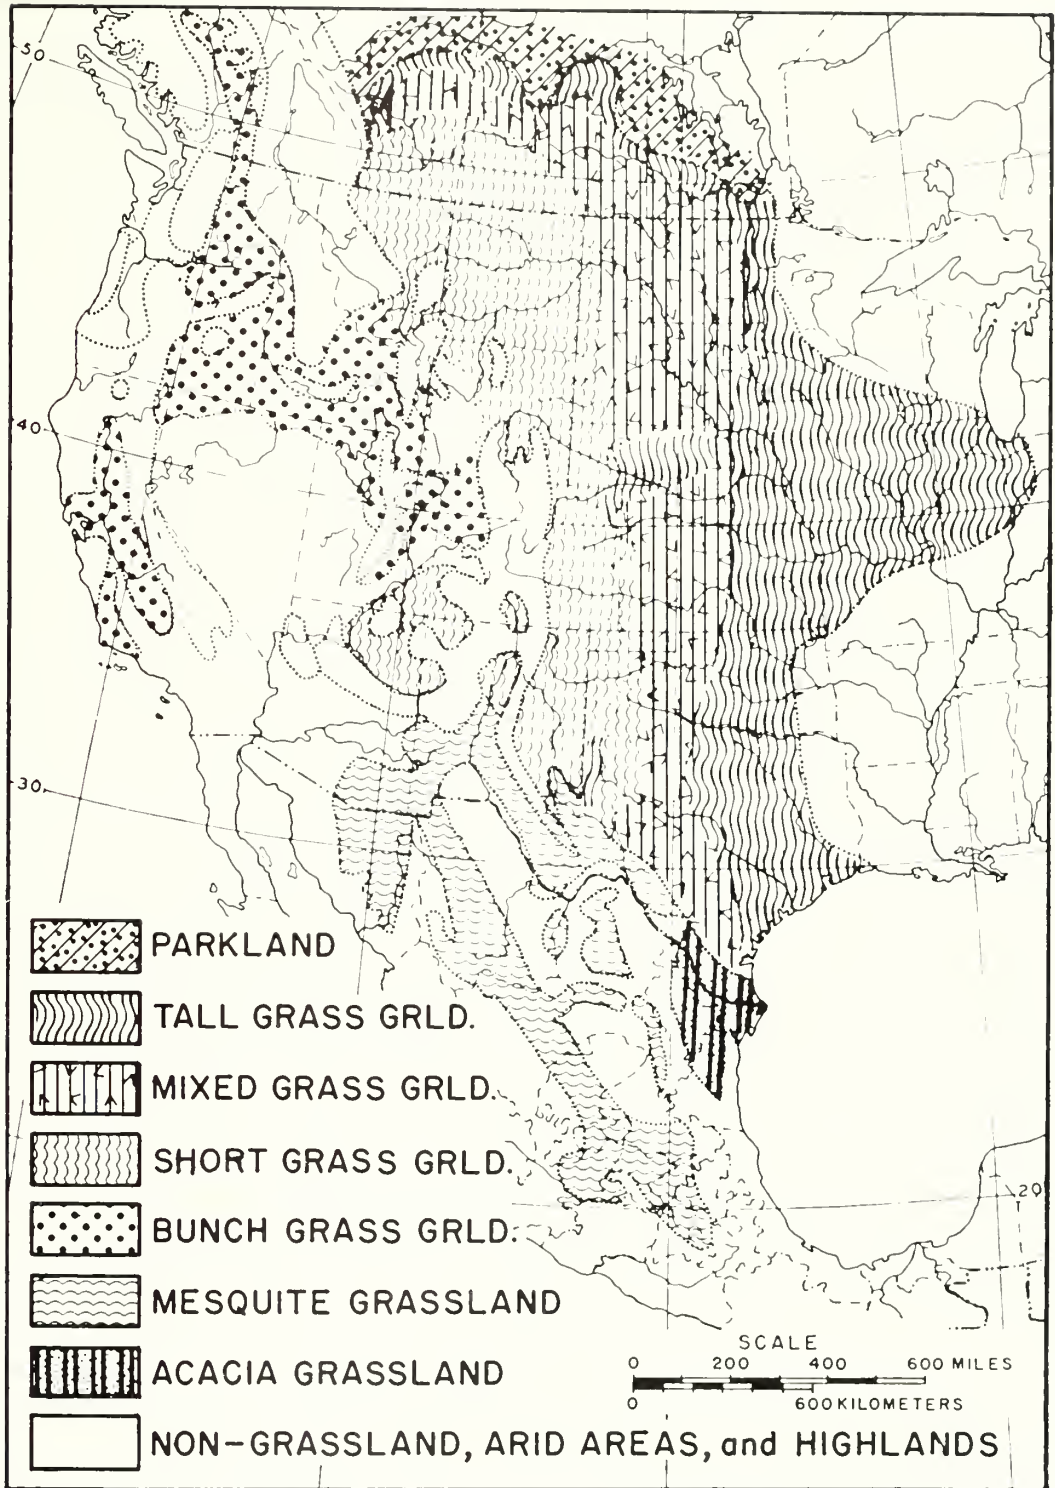 50
40
30
20
PARKLAND
TALL GRASS GRLD.
MIXED GRASS GRLD.
SHORT GRASS GRLD.
BUNCH GRASS GRLD.
MESQUITE GRASSLAND
ACACIA GRASSLAND
NON-GRASSLAND, ARID AREAS, and HIGHLANDS
SCALE
0 200 400 600 MILES
0 600 KILOMETERS